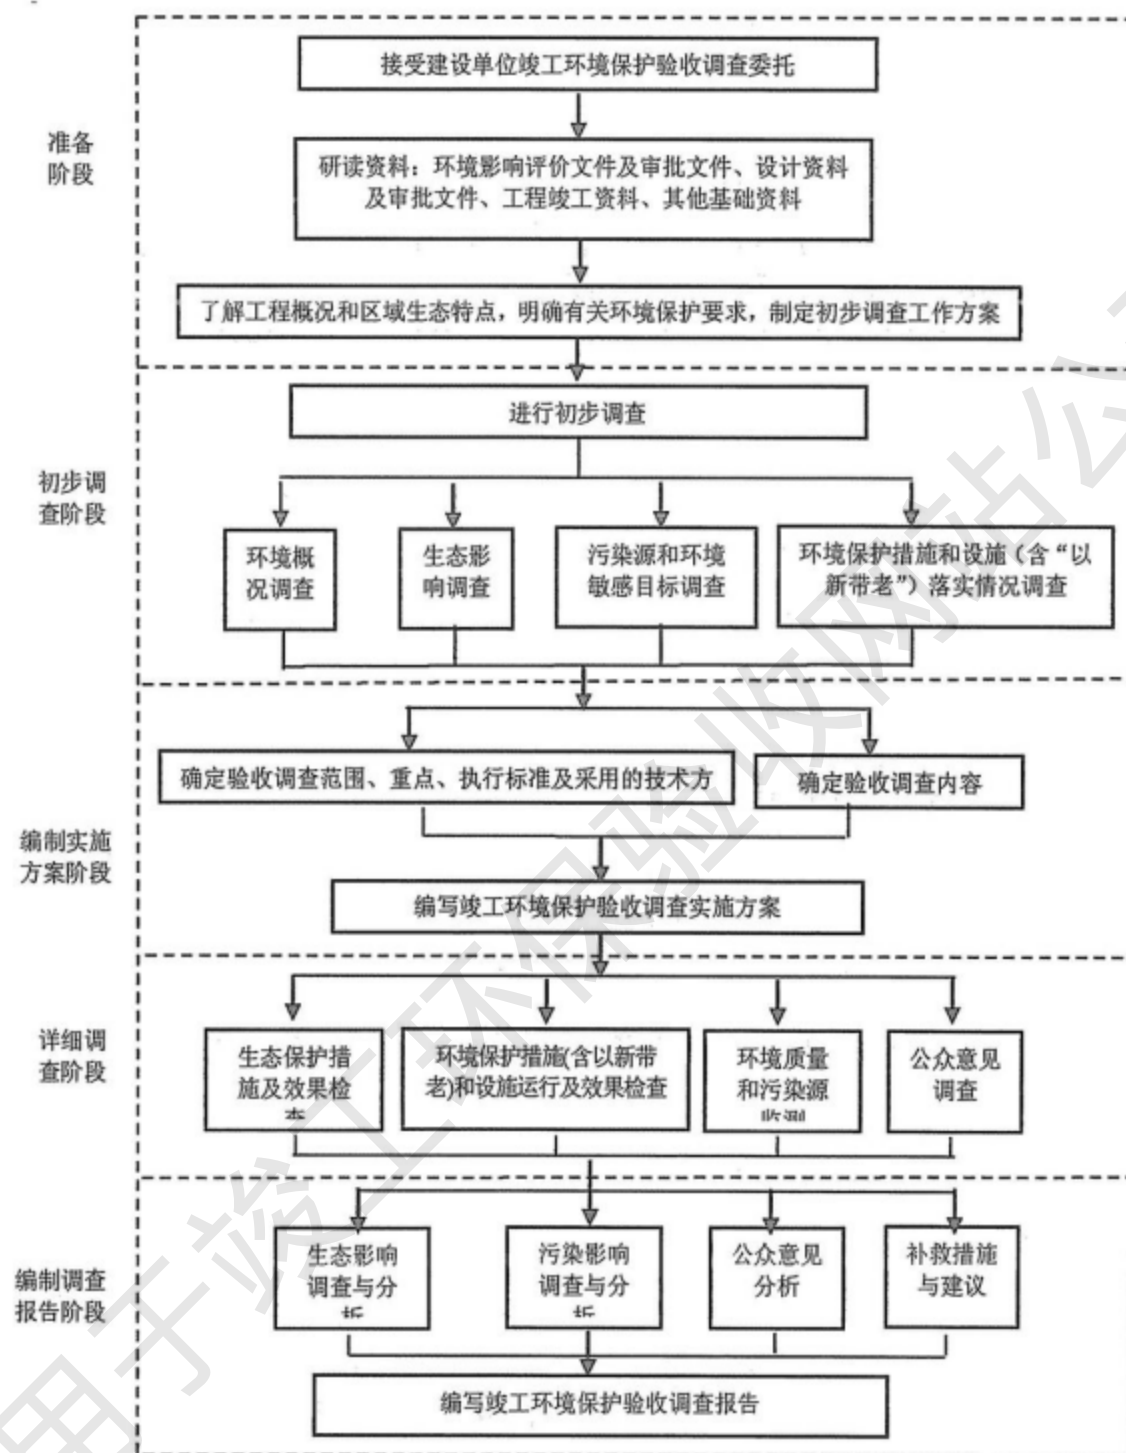 准备
阶段
接受建设单位竣工环境保护验收调查委托
研读资料：环境影响评价文件及审批文件、设计资料
及审批文件、工程竣工资料、其他基础资料
了解工程概况和区域生态特点，明确有关环境保护要求，制定初步调查工作方案
初步调
查阶段
进行初步调查
环境概
况调查
生态影
响调查
污染源和环境
敏感目标调查
环境保护措施和设施（含“以
新带老”）落实情况调查
编制实施
方案阶段
确定验收调查范围、重点、执行标准及采用的技术方
确定验收调查内容
编写竣工环境保护验收调查实施方案
详细调
查阶段
生态保护措
施及效果检
查
环境保护措施(含以新带
老)和设施运行及效果检查
环境质量
和污染源
监测
公众意见
调查
编制调查
报告阶段
生态影响
调查与分
析
污染影响
调查与分
析
公众意见
分析
补救措施
与建议
编写竣工环境保护验收调查报告
用于竣工环保验收网站公